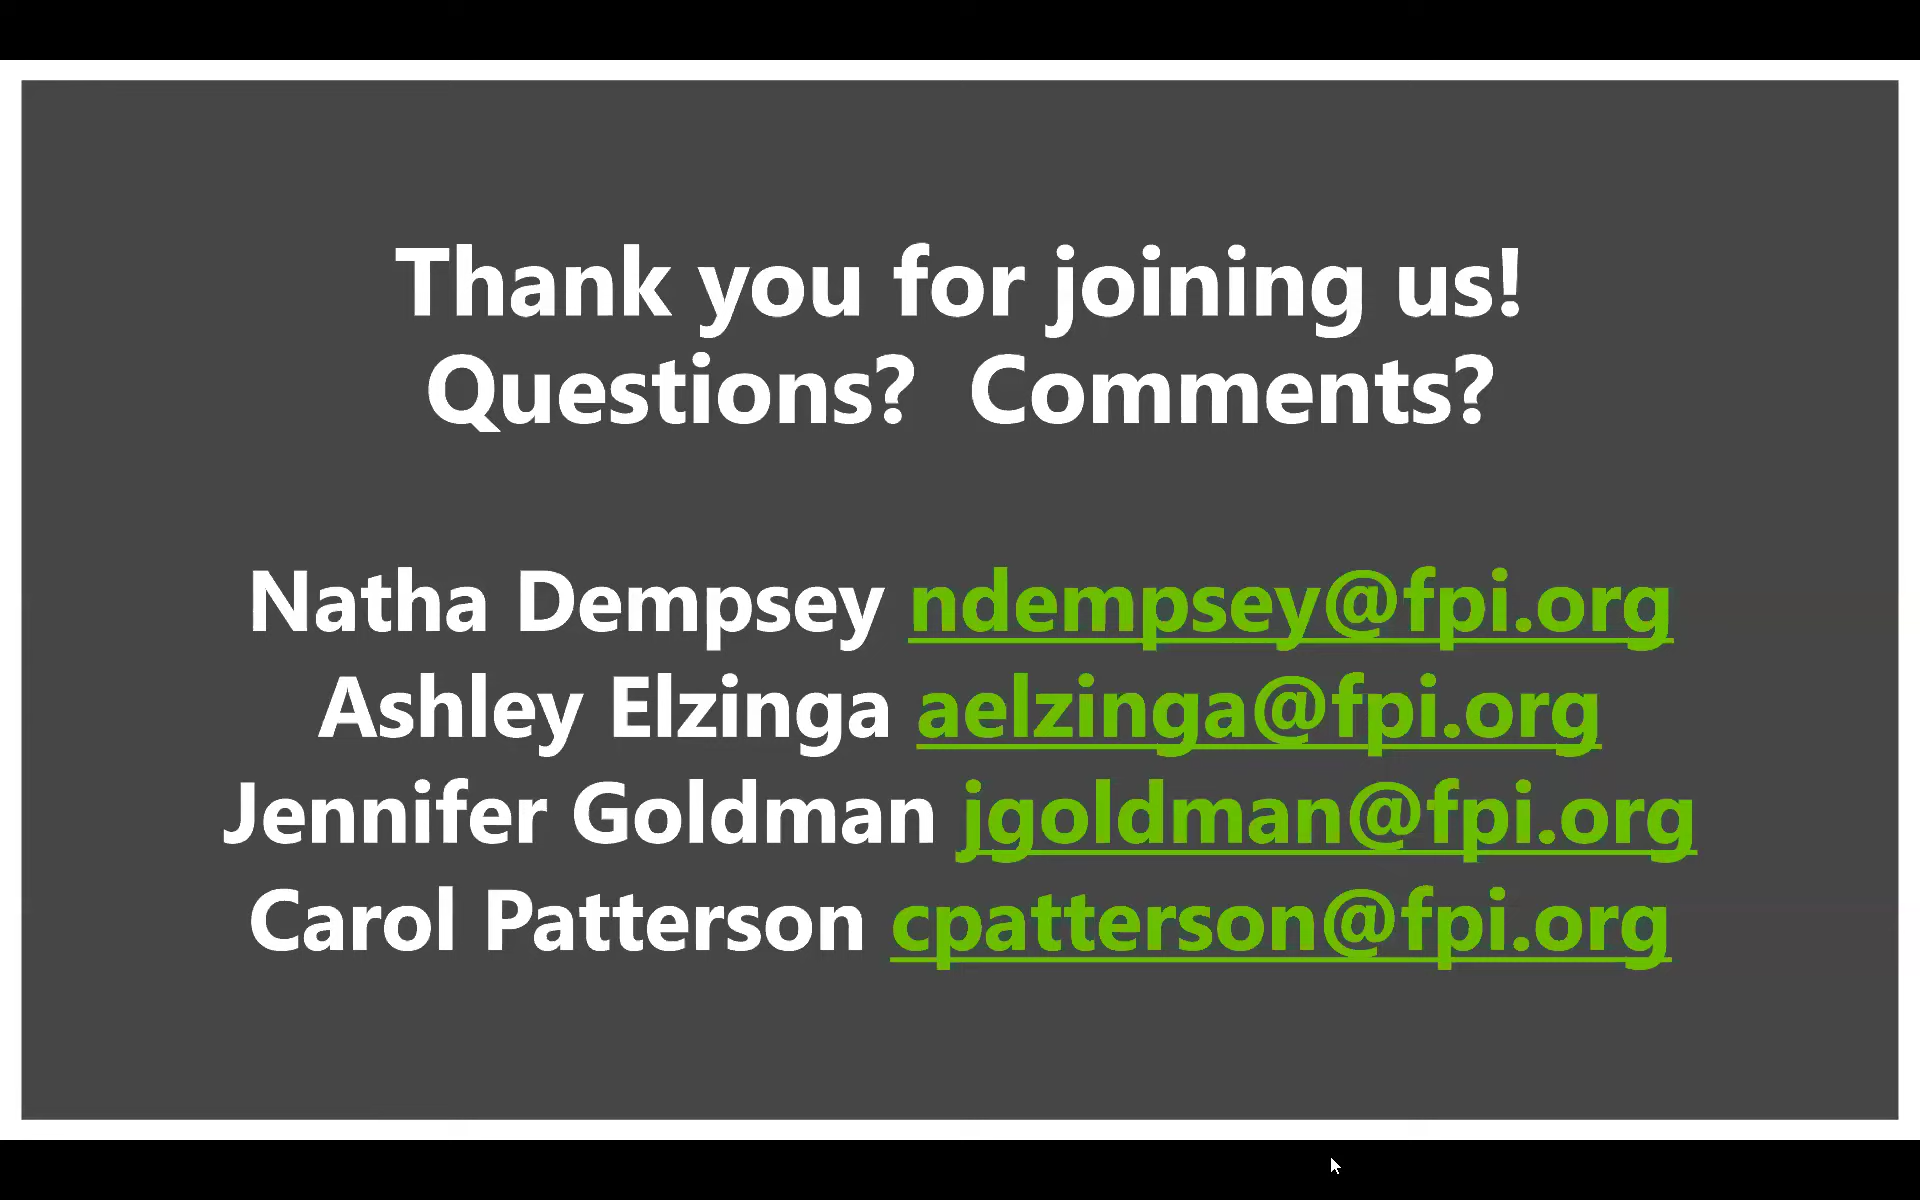 Thank you for joining us!
Questions?  Comments?
Natha Dempsey ndempsey@fpi.org
Ashley Elzinga aelzinga@fpi.org
Jennifer Goldman jgoldman@fpi.org
Carol Patterson cpatterson@fpi.org